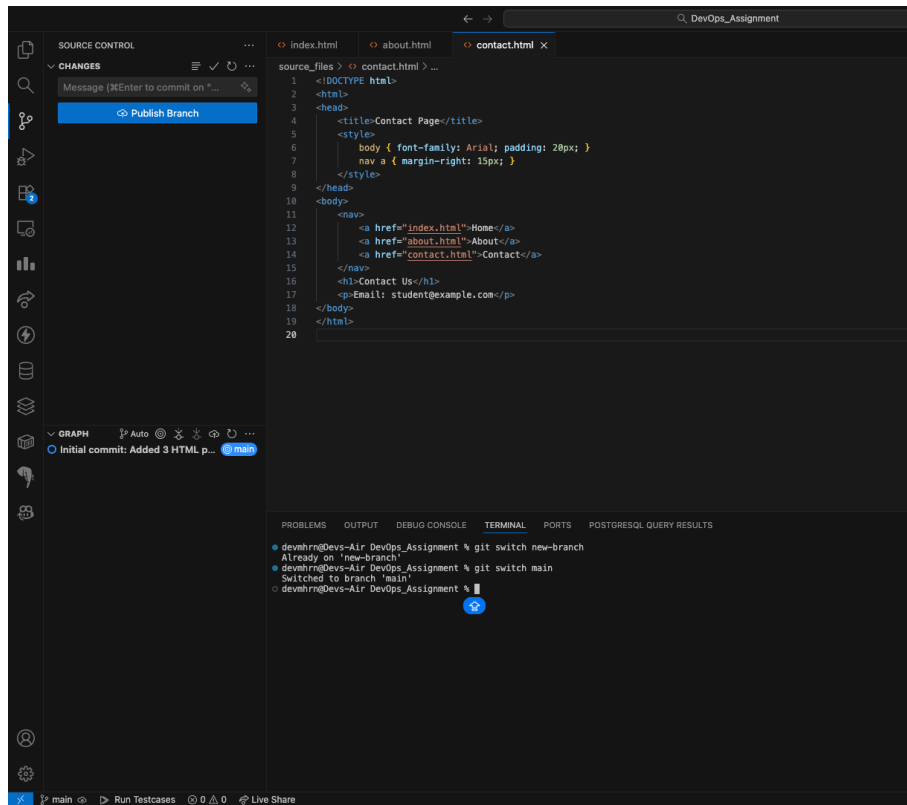 DevOps_Assignment
SOURCE CONTROL
CHANGES
Message (⌘Enter to commit on "...
Publish Branch
2
GRAPH
Auto
Initial commit: Added 3 HTML p...
main
index.html
about.html
contact.html
source_files > contact.html > ...
1 <!DOCTYPE html>
2 <html>
3 <head>
4 <title>Contact Page</title>
5 <style>
6 body { font-family: Arial; padding: 20px; }
7 nav a { margin-right: 15px; }
8 </style>
9 </head>
10 <body>
11 <nav>
12 <a href="index.html">Home</a>
13 <a href="about.html">About</a>
14 <a href="contact.html">Contact</a>
15 </nav>
16 <h1>Contact Us</h1>
17 <p>Email: student@example.com</p>
18 </body>
19 </html>
20
PROBLEMS OUTPUT DEBUG CONSOLE TERMINAL PORTS POSTGRESQL QUERY RESULTS
devmhrn@Devs-Air DevOps_Assignment % git switch new-branch
Already on 'new-branch'
devmhrn@Devs-Air DevOps_Assignment % git switch main
Switched to branch 'main'
devmhrn@Devs-Air DevOps_Assignment %
main Run Testcases 0 0 Live Share